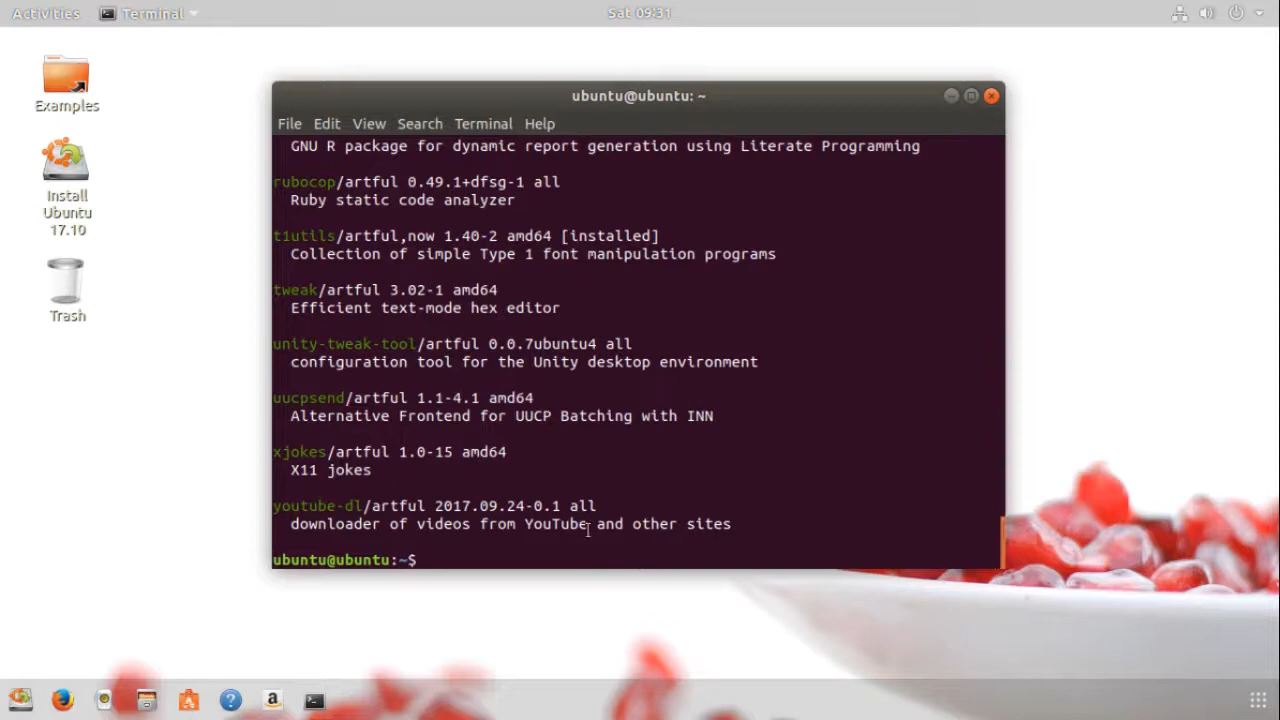 Activities
Terminal
Sat 09:31
Examples
Install
Ubuntu
17.10
Trash
ubuntu@ubuntu: ~
File Edit View Search Terminal Help
GNU R package for dynamic report generation using Literate Programming
rubocop/artful 0.49.1+dfsg-1 all
Ruby static code analyzer
t1utils/artful,now 1.40-2 amd64 [installed]
Collection of simple Type 1 font manipulation programs
tweak/artful 3.02-1 amd64
Efficient text-mode hex editor
unity-tweak-tool/artful 0.0.7ubuntu4 all
configuration tool for the Unity desktop environment
uucpsend/artful 1.1-4.1 amd64
Alternative Frontend for UUCP Batching with INN
xjokes/artful 1.0-15 amd64
X11 jokes
youtube-dl/artful 2017.09.24-0.1 all
downloader of videos from YouTube and other sites
ubuntu@ubuntu:~$